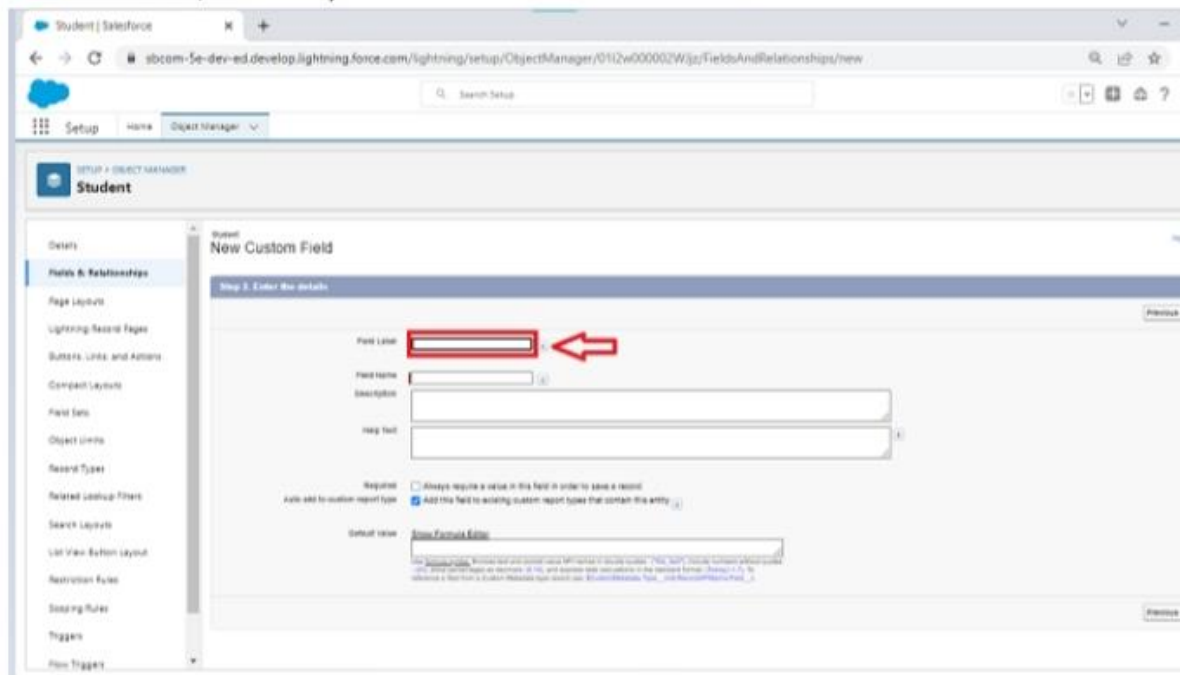 Student | Salesforce
sbcom-5e-dev-ed.develop.lightning.force.com/lightning/setup/ObjectManager/01I2w000002WJjz/FieldsAndRelationships/new
Search Setup
Setup Home Object Manager
SETUP > OBJECT MANAGER
Student
Details
Fields & Relationships
Page Layouts
Lightning Record Pages
Buttons, Links, and Actions
Compact Layouts
Field Sets
Object Limits
Record Types
Related Lookup Filters
Search Layouts
List View Button Layout
Restriction Rules
Scoping Rules
Triggers
Flow Triggers
Student
New Custom Field
Step 2. Enter the details
Previous
Field Label
Field Name
Description
Help Text
Required Always require a value in this field in order to save a record
Auto add to custom report type Add this field to existing custom report types that contain this entity
Default Value Show Formula Editor
Previous